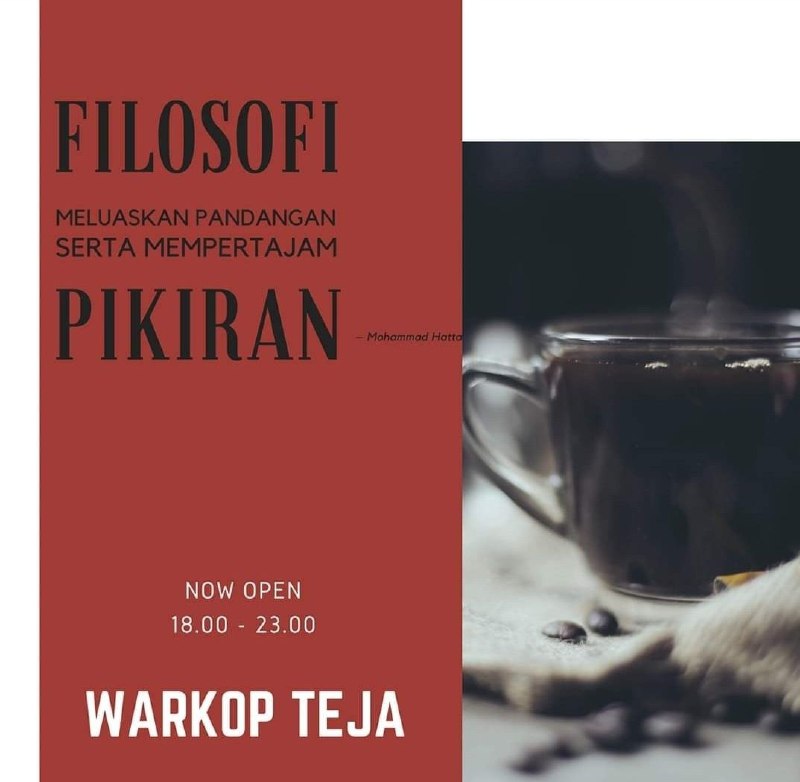 FILOSOFI
MELUASKAN PANDANGAN
SERTA MEMPERTAJAM
PIKIRAN
– Mohammad Hatta
NOW OPEN
18.00 - 23.00
WARKOP TEJA